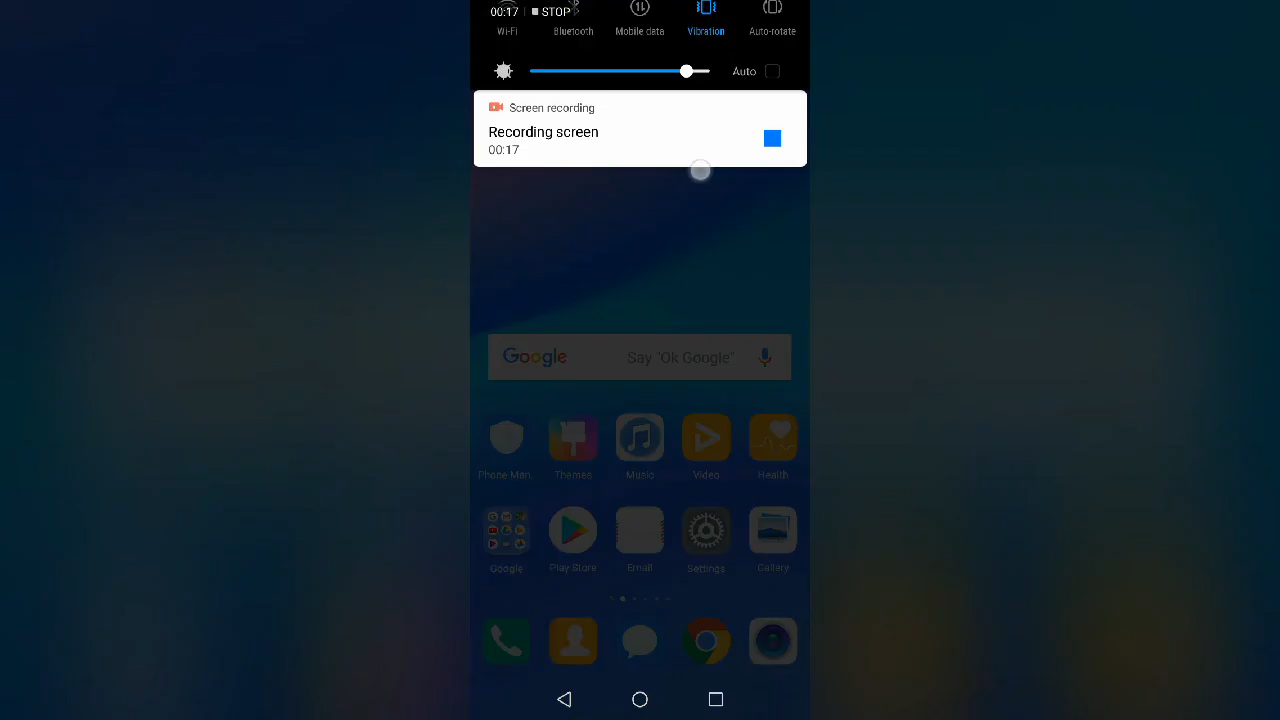 00:17 STOP
Wi-Fi Bluetooth Mobile data Vibration Auto-rotate
Auto
Screen recording
Recording screen
00:17
Google Say "Ok Google"
Phone Man. Themes Music Video Health
Google Play Store Email Settings Gallery